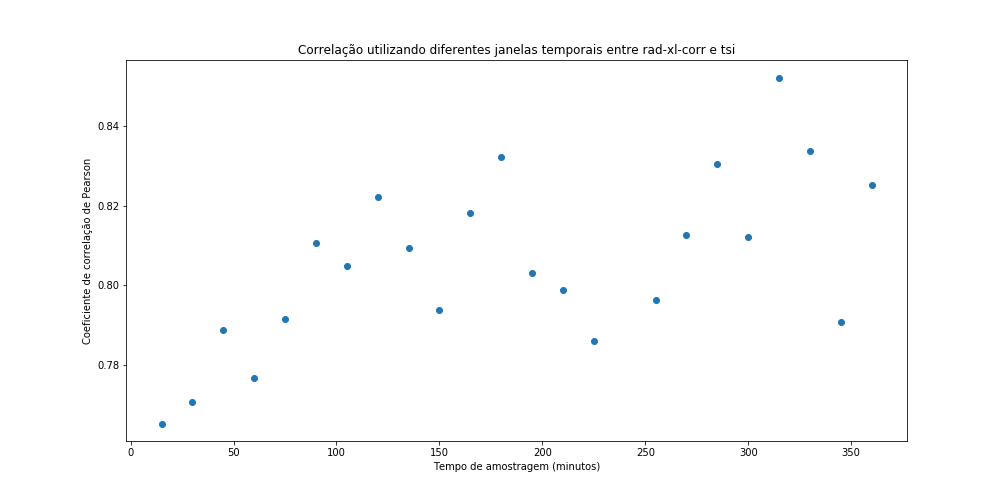 Correlação utilizando diferentes janelas temporais entre rad-xl-corr e tsi
Coeficiente de correlação de Pearson
0.84
0.82
0.80
0.78
0 50 100 150 200 250 300 350
Tempo de amostragem (minutos)